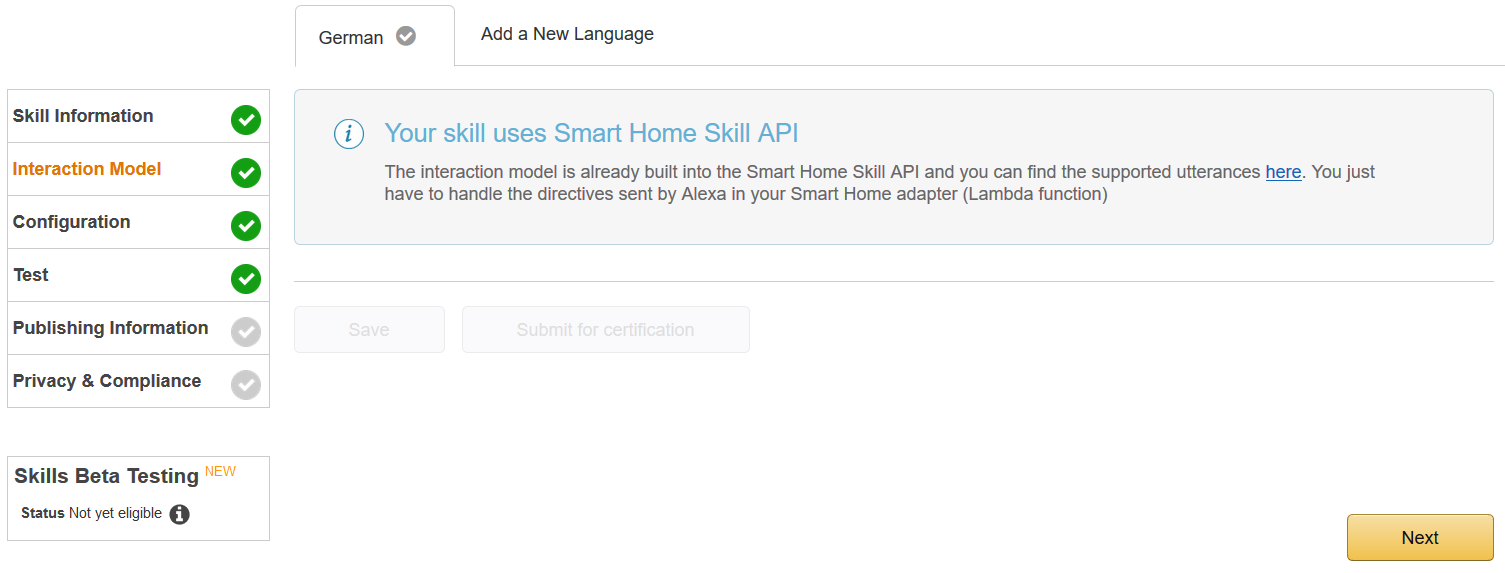 German
Add a New Language
Skill Information
Interaction Model
Configuration
Test
Publishing Information
Privacy & Compliance
Skills Beta Testing NEW
Status Not yet eligible
Your skill uses Smart Home Skill API
The interaction model is already built into the Smart Home Skill API and you can find the supported utterances here. You just
have to handle the directives sent by Alexa in your Smart Home adapter (Lambda function)
Save
Submit for certification
Next